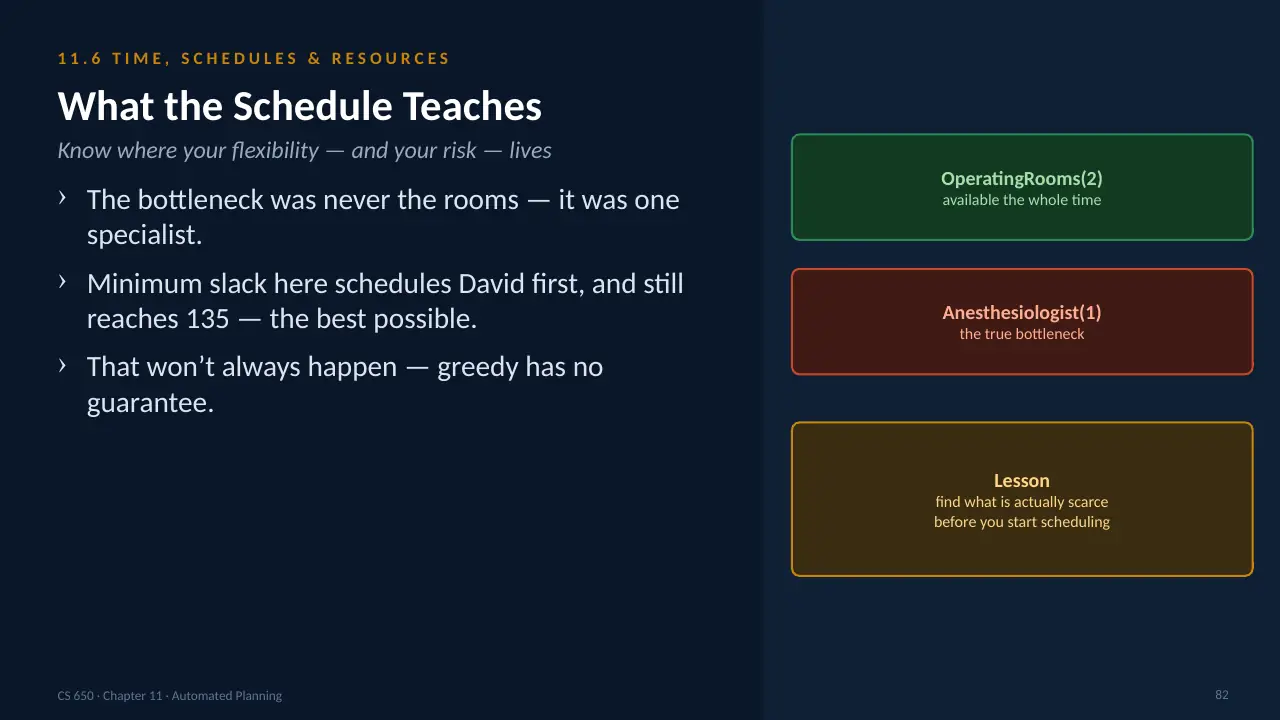 11.6 TIME, SCHEDULES & RESOURCES
What the Schedule Teaches
Know where your flexibility — and your risk — lives
› The bottleneck was never the rooms — it was one
specialist.
› Minimum slack here schedules David first, and still
reaches 135 — the best possible.
› That won’t always happen — greedy has no
guarantee.
OperatingRooms(2)
available the whole time
Anesthesiologist(1)
the true bottleneck
Lesson
find what is actually scarce
before you start scheduling
CS 650 · Chapter 11 · Automated Planning
82